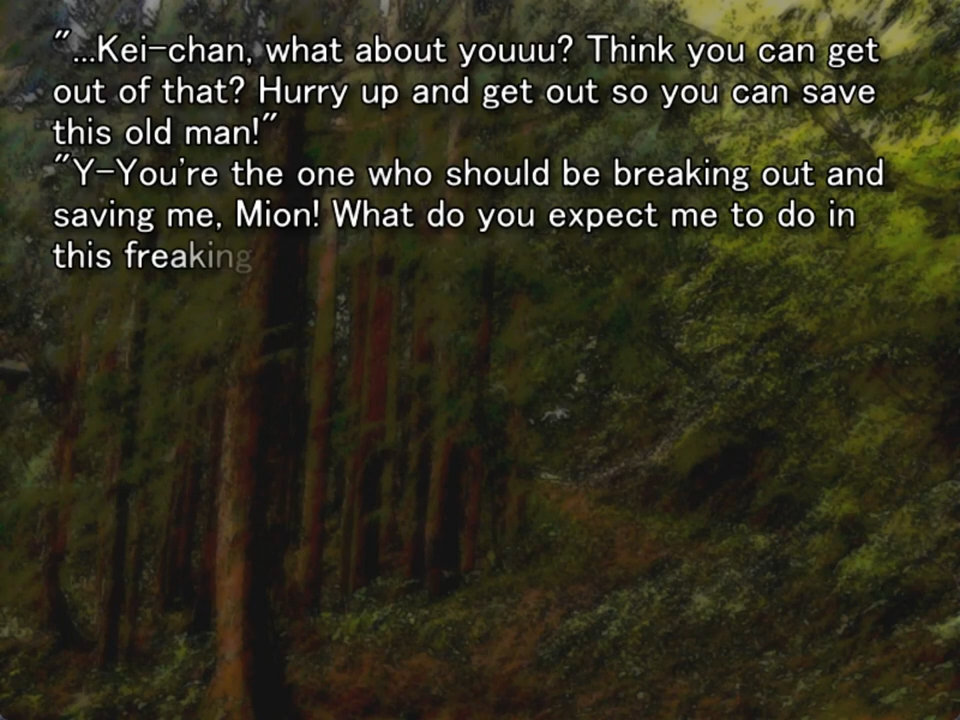 "...Kei-chan, what about youuu? Think you can get
out of that? Hurry up and get out so you can save
this old man!"
"Y-You're the one who should be breaking out and
saving me, Mion! What do you expect me to do in
this freaking